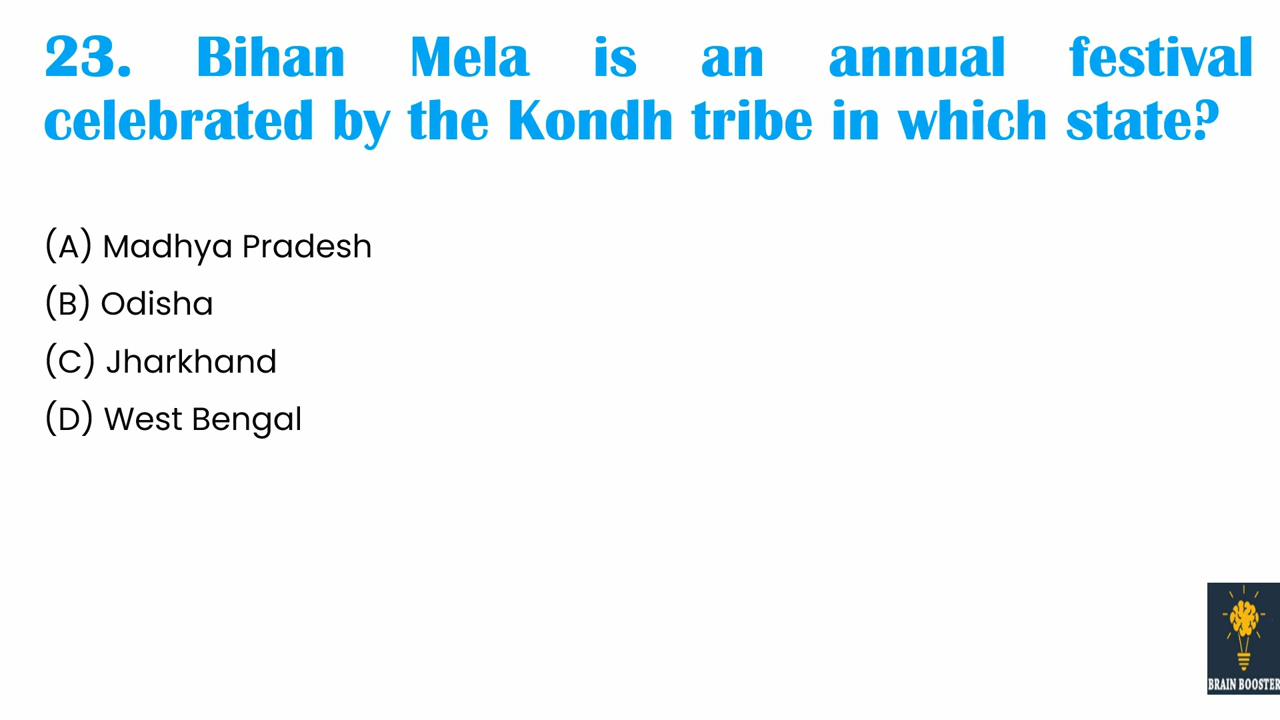 23. Bihan Mela is an annual festival
celebrated by the Kondh tribe in which state?
(A) Madhya Pradesh
(B) Odisha
(C) Jharkhand
(D) West Bengal
BRAIN BOOSTER